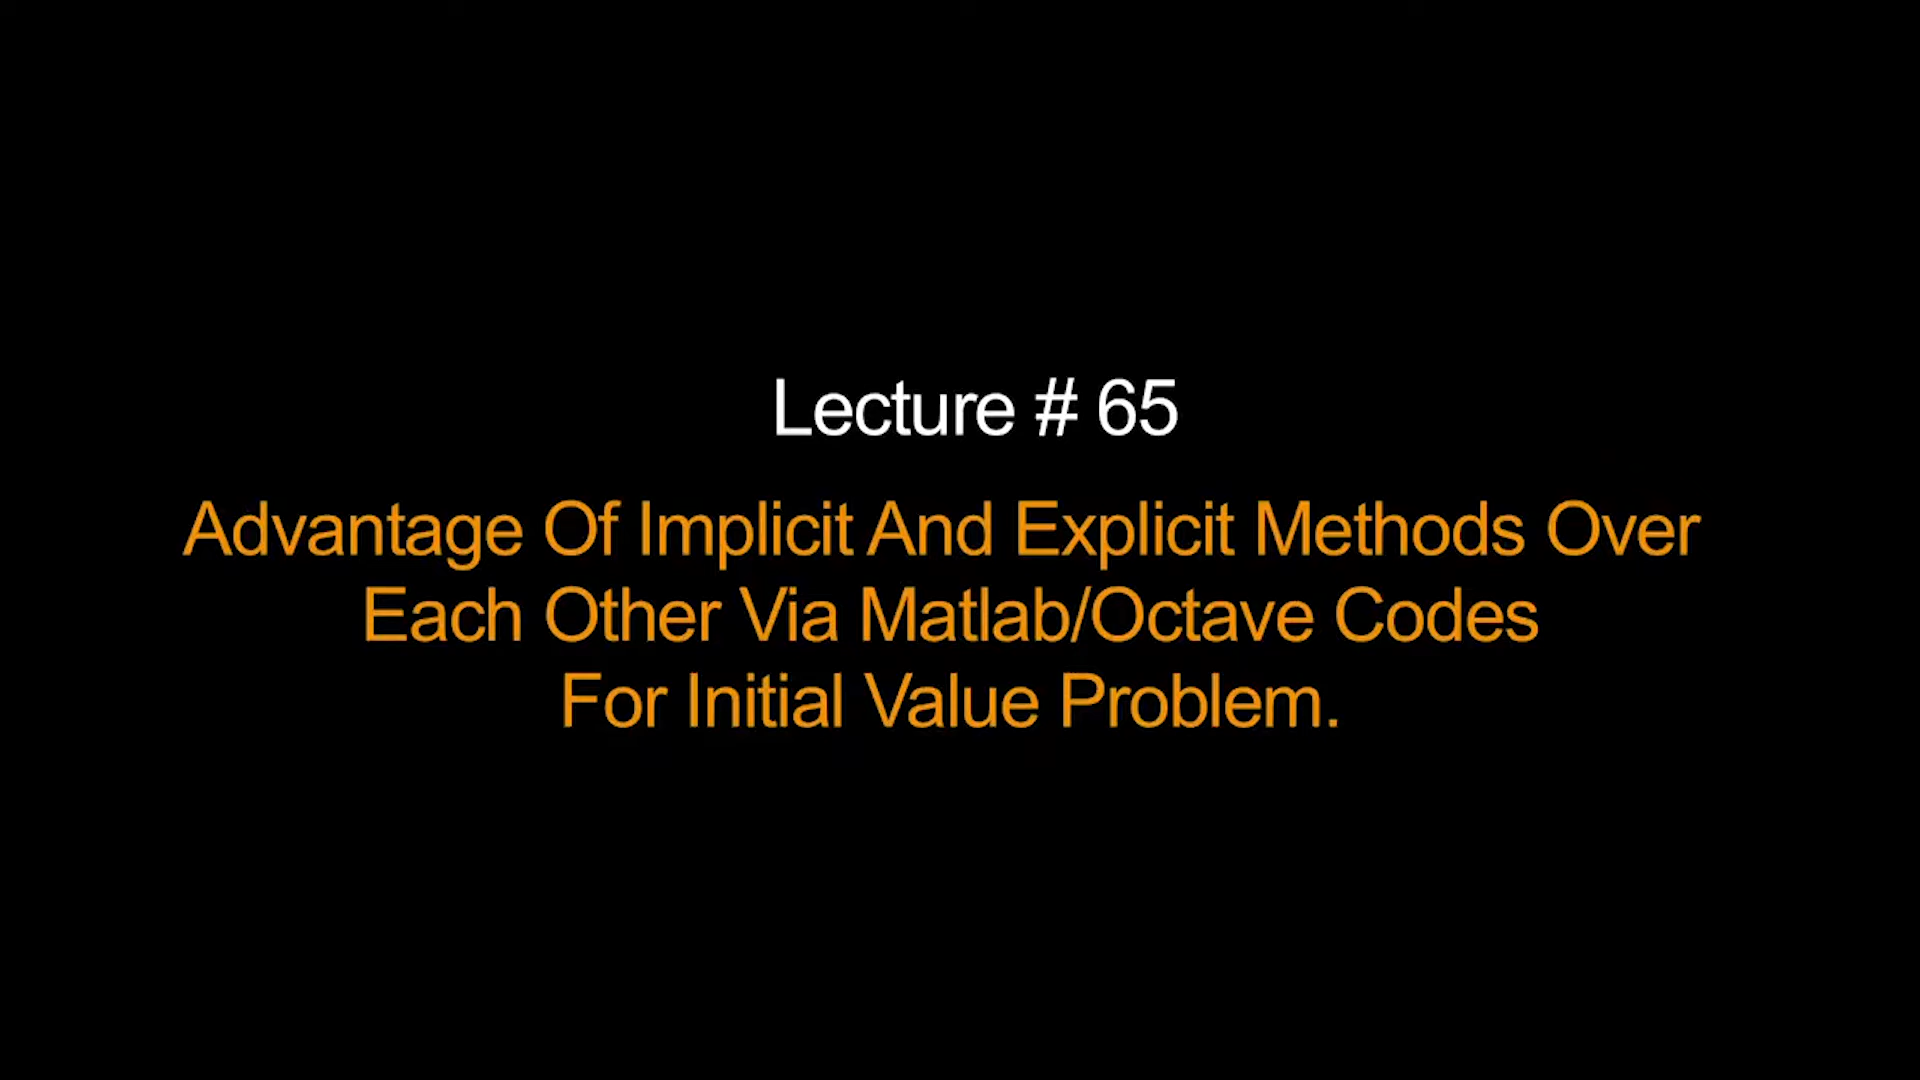 Lecture # 65
Advantage Of Implicit And Explicit Methods Over
Each Other Via Matlab/Octave Codes
For Initial Value Problem.